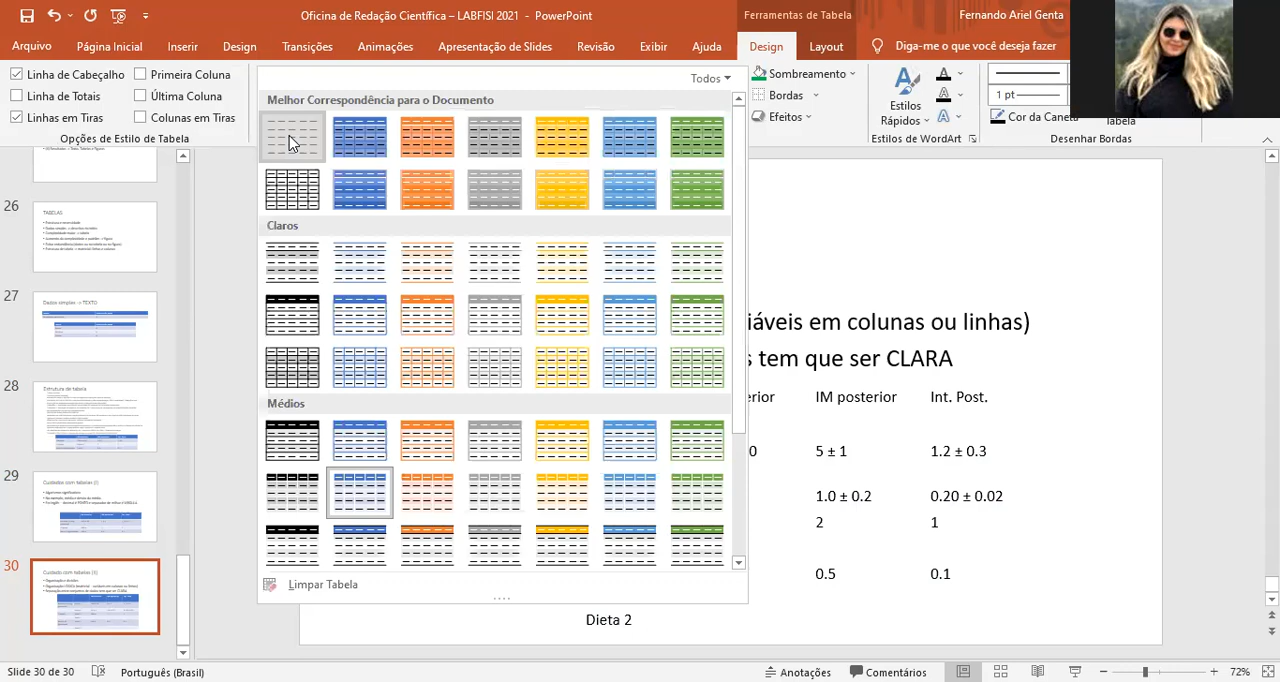 Oficina de Redação Científica – LABFISI 2021 - PowerPoint
Ferramentas de Tabela
Fernando Ariel Genta
Arquivo Página Inicial Inserir Design Transições Animações Apresentação de Slides Revisão Exibir Ajuda Design Layout Diga-me o que você deseja fazer
Linha de Cabeçalho Primeira Coluna
Linha de Totais Última Coluna
Linhas em Tiras Colunas em Tiras
Opções de Estilo de Tabela
Todos
Sombreamento
Bordas
Efeitos
Estilos
Rápidos
Estilos de WordArt
1 pt
Cor da Caneta
Tabela
Desenhar Bordas
Melhor Correspondência para o Documento
Claros
Médios
Limpar Tabela
26
TABELAS
27
Dados simples -> TEXTO
28
Estrutura de tabela
29
Cuidados com tabelas (I)
30
iáveis em colunas ou linhas)
s tem que ser CLARA
erior IM posterior Int. Post.
0 5 ± 1 1.2 ± 0.3
1.0 ± 0.2 0.20 ± 0.02
2 1
0.5 0.1
Dieta 2
Slide 30 de 30 Português (Brasil) Anotações Comentários 72%